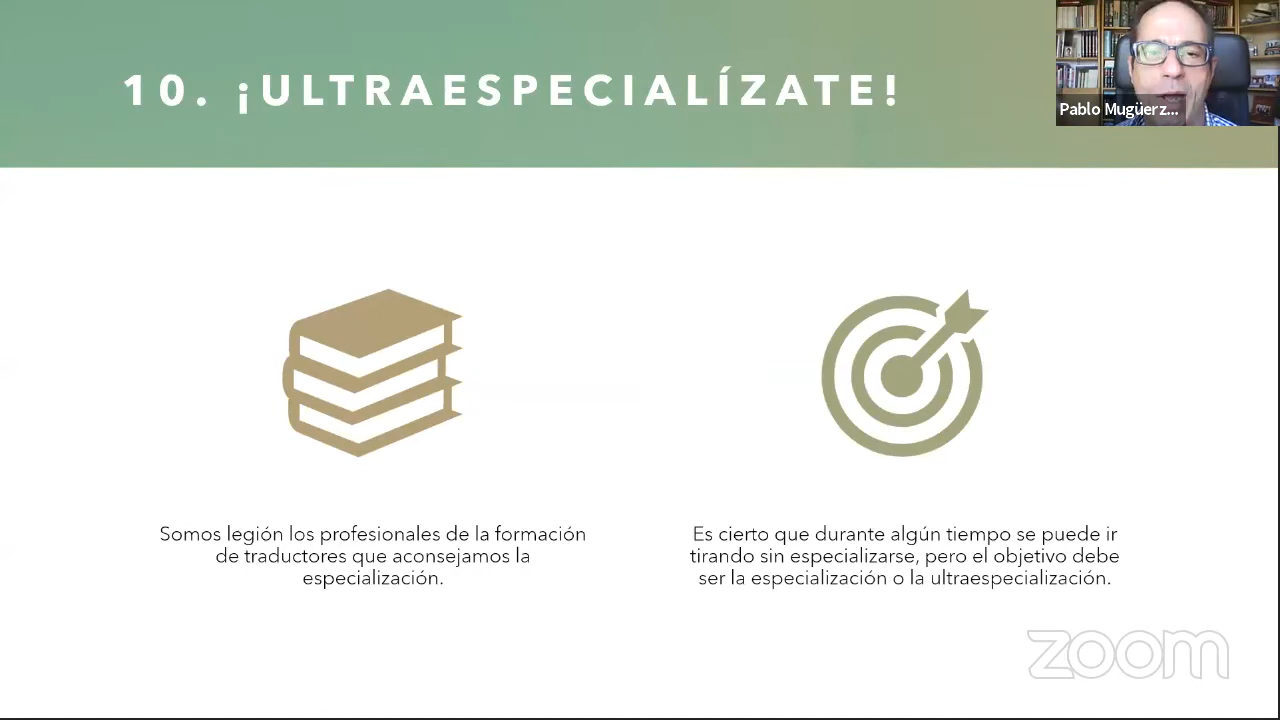 10. ¡ULTRAESPECIALÍZATE!
Pablo Mugüerz...
Somos legión los profesionales de la formación
de traductores que aconsejamos la
especialización.
Es cierto que durante algún tiempo se puede ir
tirando sin especializarse, pero el objetivo debe
ser la especialización o la ultraespecialización.
zoom